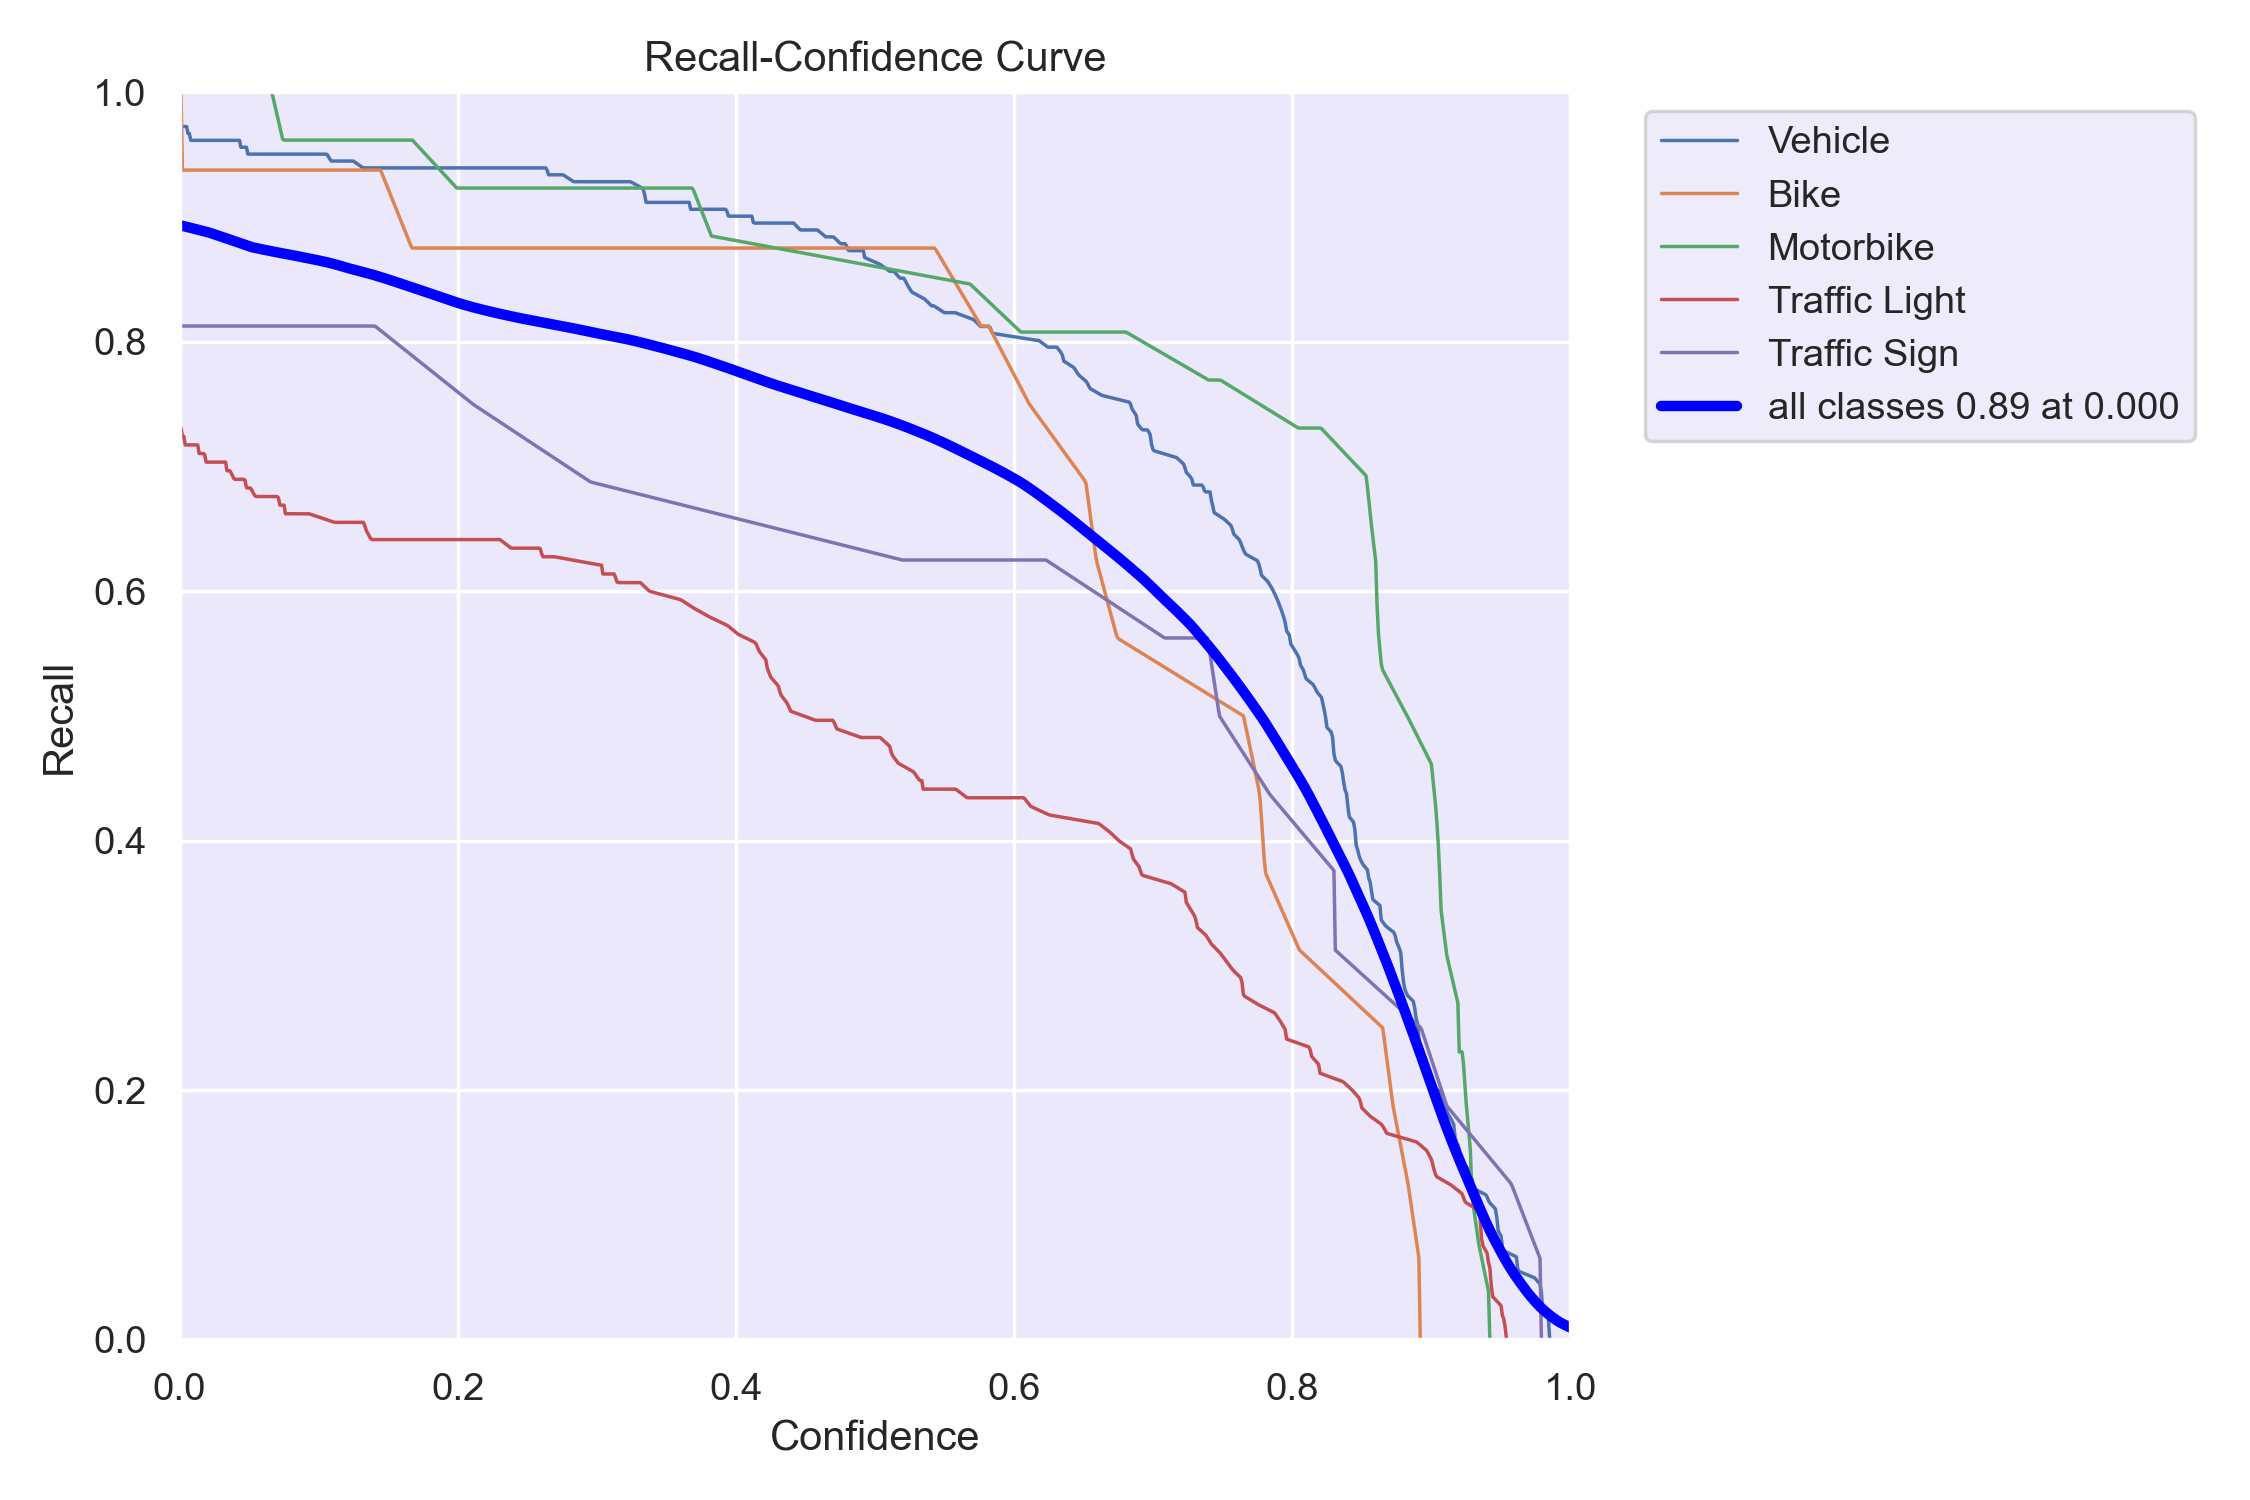 Recall-Confidence Curve
1.0
0.8
0.6
0.4
0.2
0.0
Recall
0.0 0.2 0.4 0.6 0.8 1.0
Confidence
Vehicle
Bike
Motorbike
Traffic Light
Traffic Sign
all classes 0.89 at 0.000